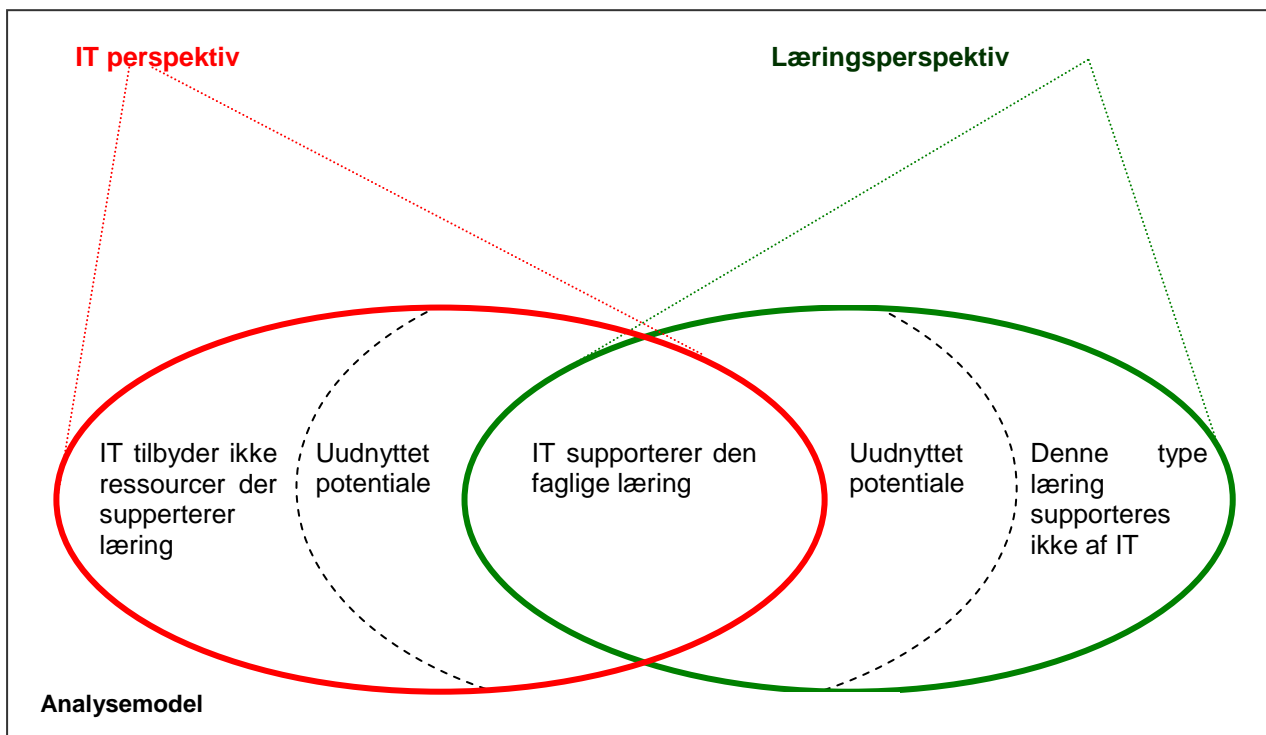 IT perspektiv
Læringsperspektiv
IT tilbyder ikke
ressourcer der
supperterer
læring
Uudnyttet
potentiale
IT supporterer den
faglige læring
Uudnyttet
potentiale
Denne type
læring
supporteres
ikke af IT
Analysemodel